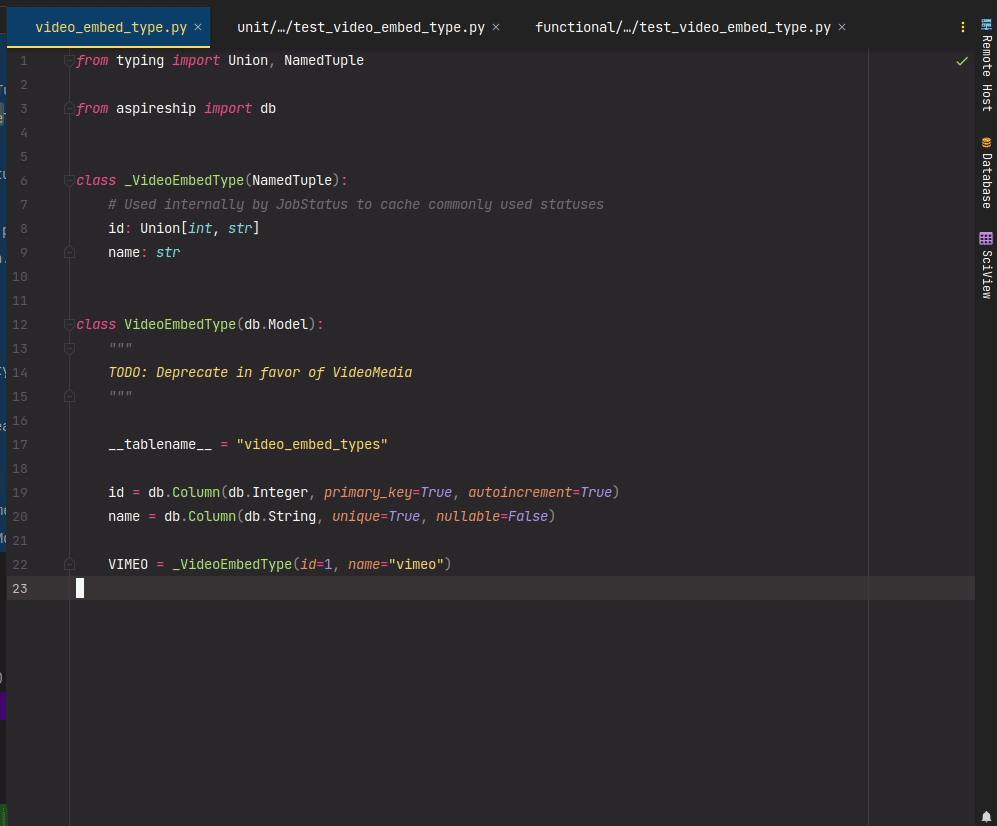 video_embed_type.py ×
unit/…/test_video_embed_type.py ×
functional/…/test_video_embed_type.py ×
1 from typing import Union, NamedTuple
2
3 from aspireship import db
4
5
6 class _VideoEmbedType(NamedTuple):
7     # Used internally by JobStatus to cache commonly used statuses
8     id: Union[int, str]
9     name: str
10
11
12 class VideoEmbedType(db.Model):
13     """
14     TODO: Deprecate in favor of VideoMedia
15     """
16
17     __tablename__ = "video_embed_types"
18
19     id = db.Column(db.Integer, primary_key=True, autoincrement=True)
20     name = db.Column(db.String, unique=True, nullable=False)
21
22     VIMEO = _VideoEmbedType(id=1, name="vimeo")
23
Remote Host
Database
SciView